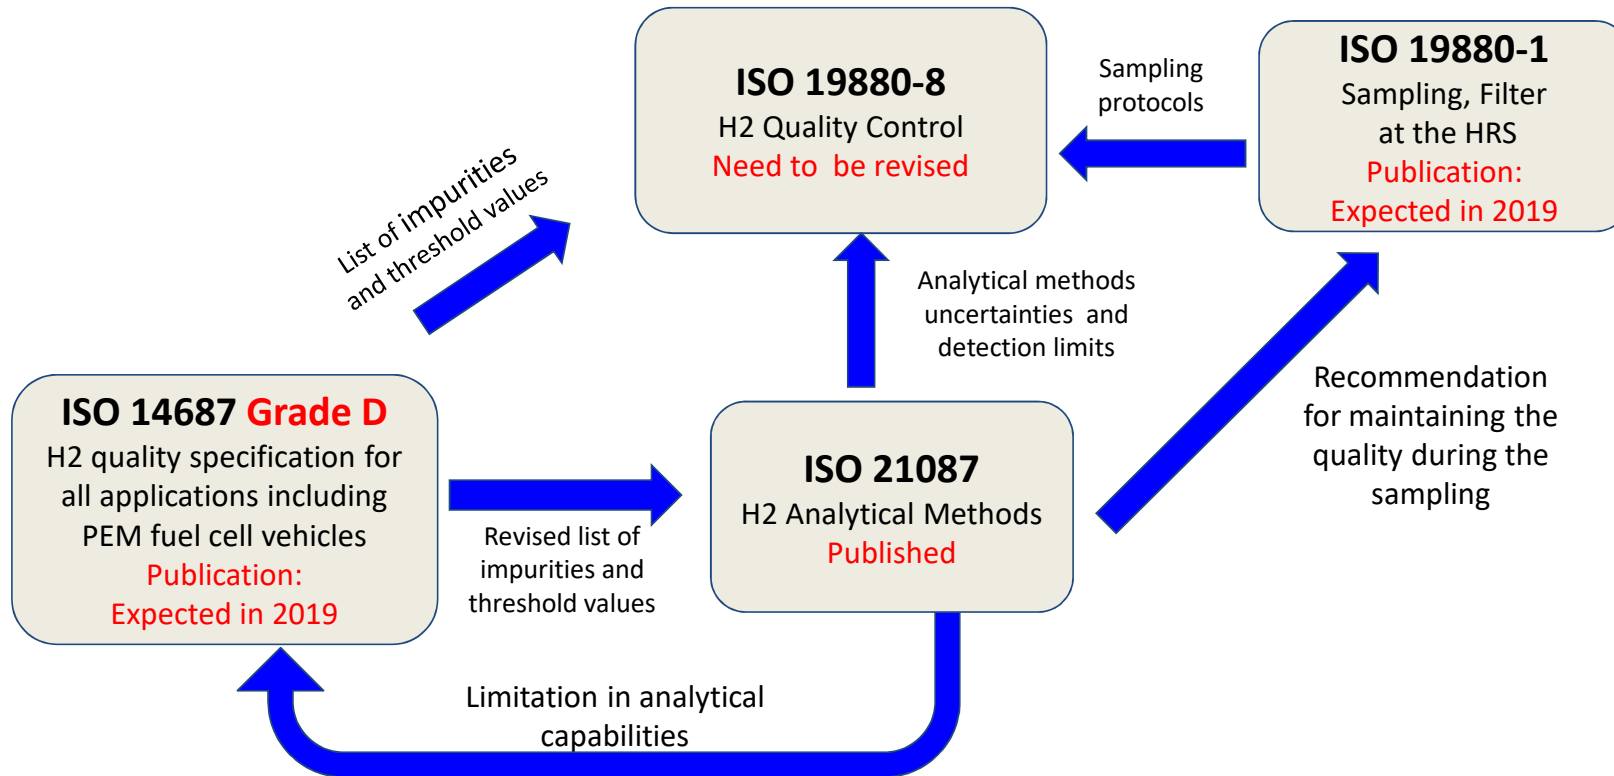 ISO 19880-8
H2 Quality Control
Need to  be revised
Sampling
protocols
ISO 19880-1
Sampling, Filter
at the HRS
Publication:
Expected in 2019
List of impurities
and threshold values
Analytical methods
uncertainties  and
detection limits
Recommendation
for maintaining the
quality during the
sampling
ISO 14687 Grade D
H2 quality specification for
all applications including
PEM fuel cell vehicles
Publication:
Expected in 2019
Revised list of
impurities and
threshold values
ISO 21087
H2 Analytical Methods
Published
Limitation in analytical
capabilities